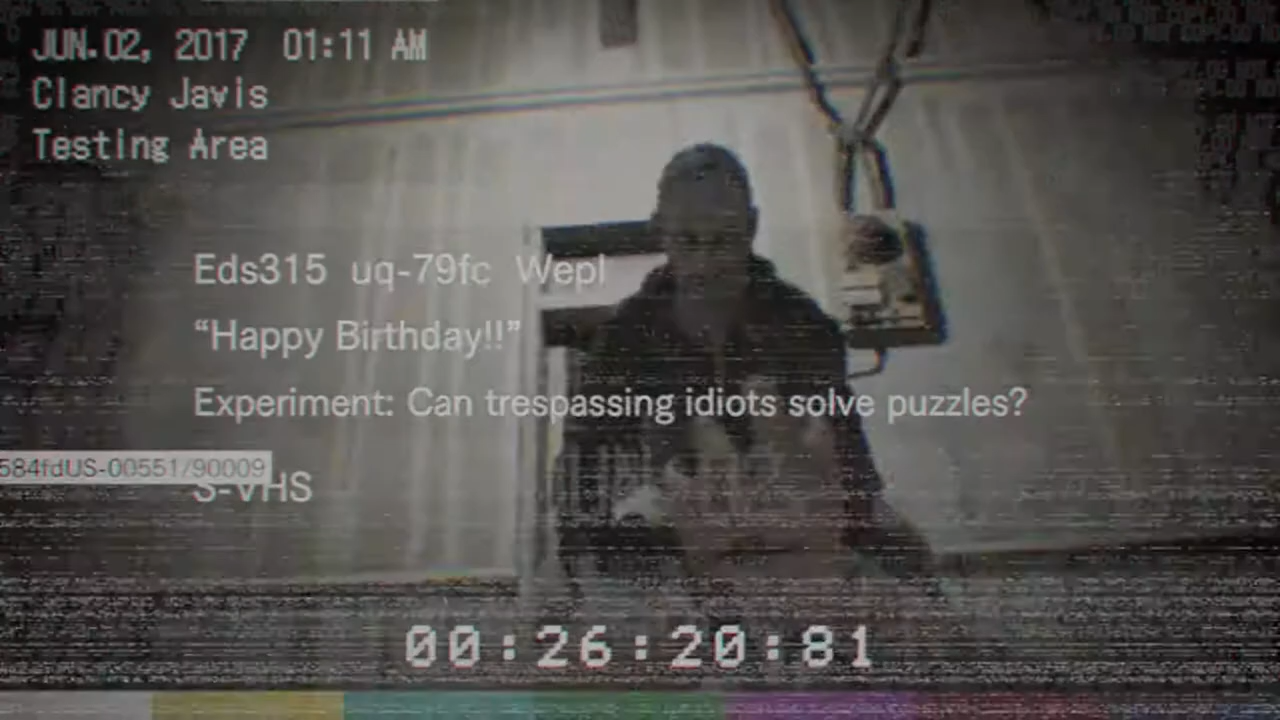 JUN.02, 2017 01:11 AM
Clancy Javis
Testing Area
Eds315 uq-79fc Wepl
“Happy Birthday!!”
Experiment: Can trespassing idiots solve puzzles?
584fdUS-00551/90009
S-VHS
00:26:20:81